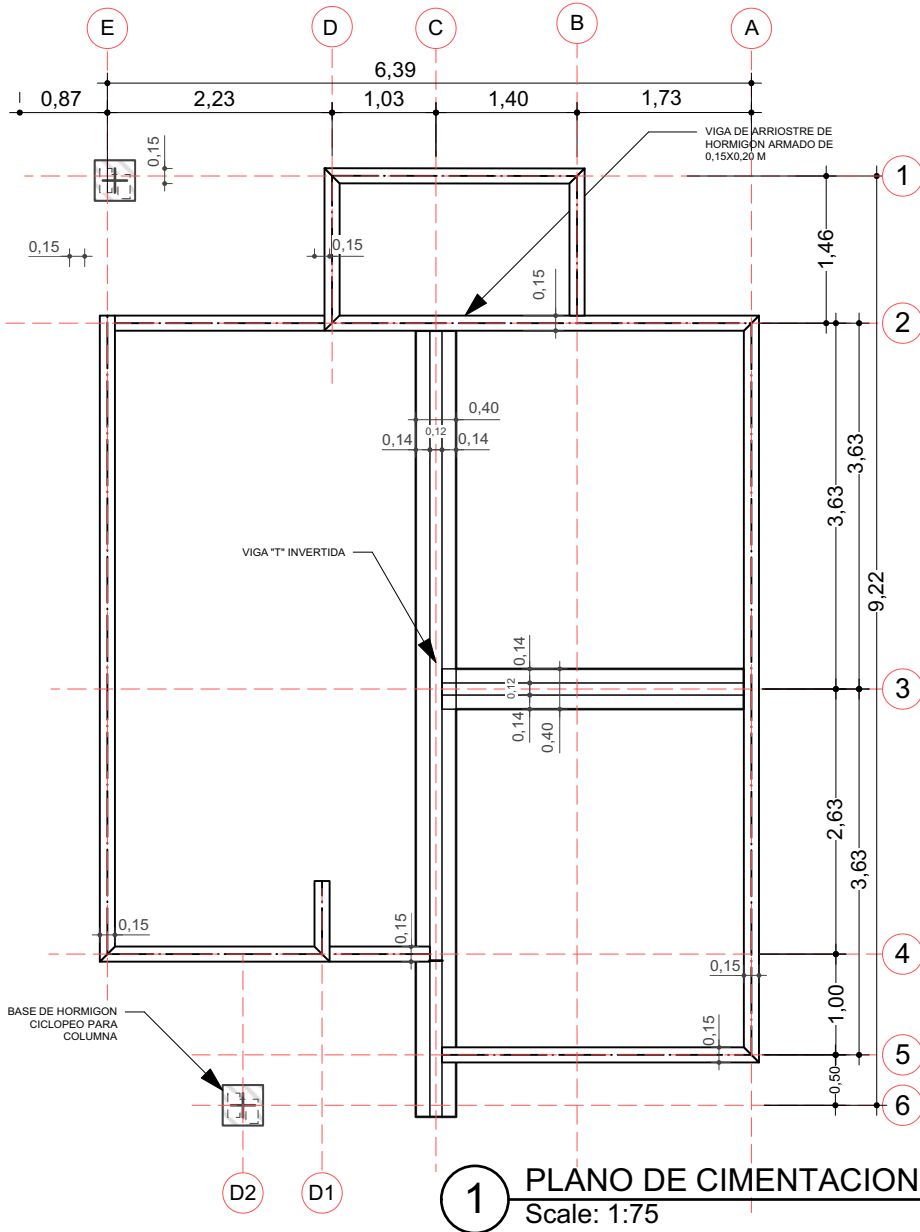 E
D
C
B
A
6,39
0,87
2,23
1,03
1,40
1,73
VIGA DE ARRIOSTRE DE
HORMIGON ARMADO DE
0,15X0,20 M
0,15
1
1,46
0,15
0,15
0,15
2
0,40
0,12
0,14
0,14
3,63
3,63
VIGA "T" INVERTIDA
9,22
0,14
0,12
0,14
0,40
3
2,63
3,63
0,15
0,15
4
0,15
1,00
BASE DE HORMIGON
CICLOPEO PARA
COLUMNA
0,15
5
0,50
6
D2
D1
1
PLANO DE CIMENTACION
Scale: 1:75